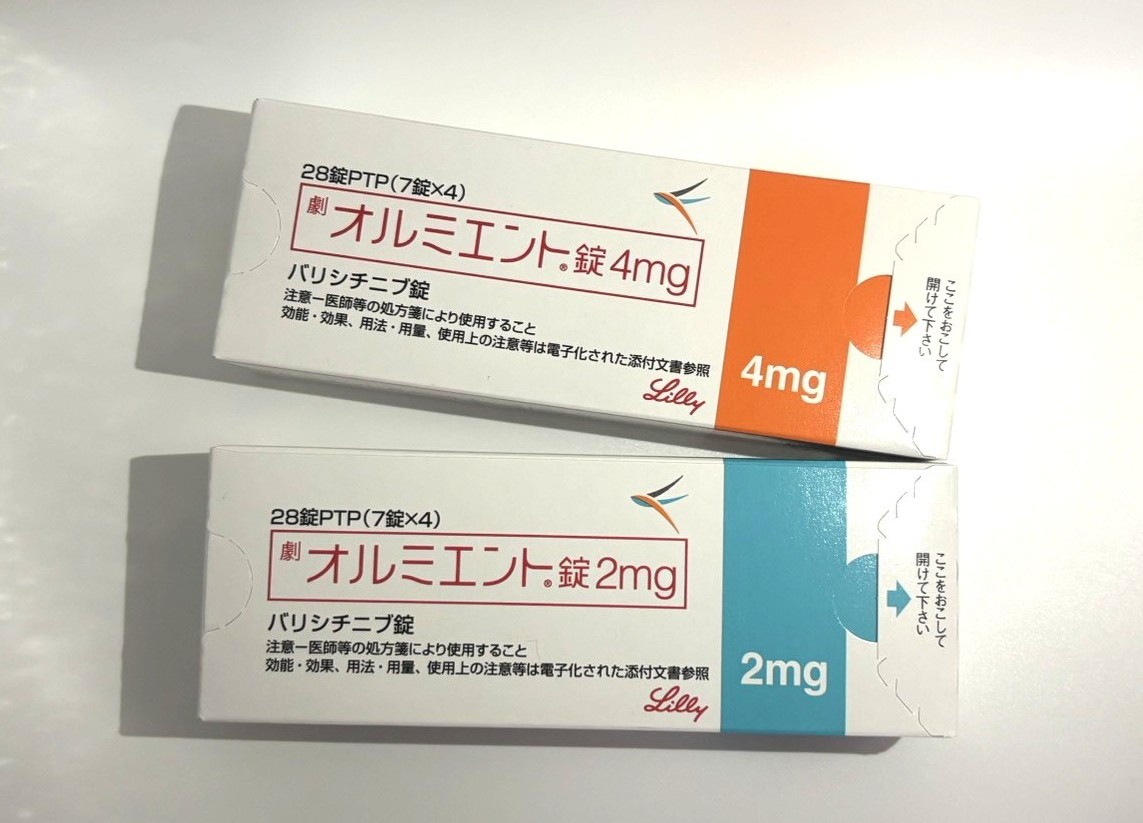 28錠PTP(7錠×4)
劇 オルミエント®錠4mg
バリシチニブ錠
注意ー医師等の処方箋により使用すること
効能・効果、用法・用量、使用上の注意等は電子化された添付文書参照
Lilly
4mg
ここをおこして
開けて下さい
28錠PTP(7錠×4)
劇 オルミエント®錠2mg
バリシチニブ錠
注意ー医師等の処方箋により使用すること
効能・効果、用法・用量、使用上の注意等は電子化された添付文書参照
Lilly
2mg
ここをおこして
開けて下さい